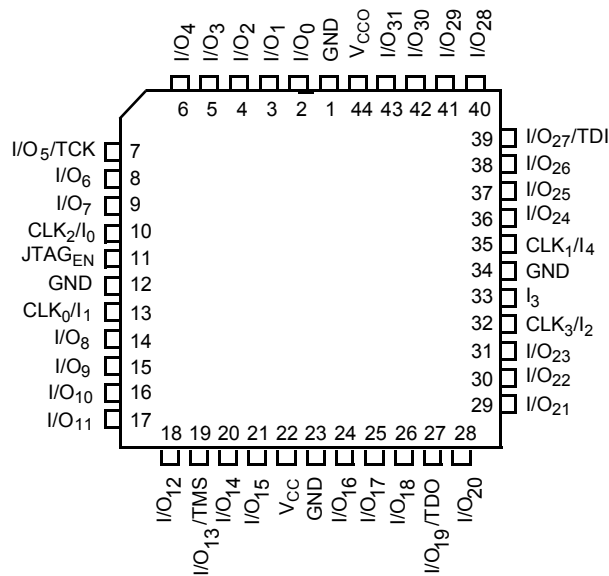 I/O4 I/O3 I/O2 I/O1 I/O0 GND VCCO I/O31 I/O30 I/O29 I/O28
6 5 4 3 2 1 44 43 42 41 40
I/O5/TCK 7
I/O6 8
I/O7 9
CLK2/I0 10
JTAGEN 11
GND 12
CLK0/I1 13
I/O8 14
I/O9 15
I/O10 16
I/O11 17
39 I/O27/TDI
38 I/O26
37 I/O25
36 I/O24
35 CLK1/I4
34 GND
33 I3
32 CLK3/I2
31 I/O23
30 I/O22
29 I/O21
18 19 20 21 22 23 24 25 26 27 28
I/O12 I/O13/TMS I/O14 I/O15 VCC GND I/O16 I/O17 I/O18 I/O19/TDO I/O20